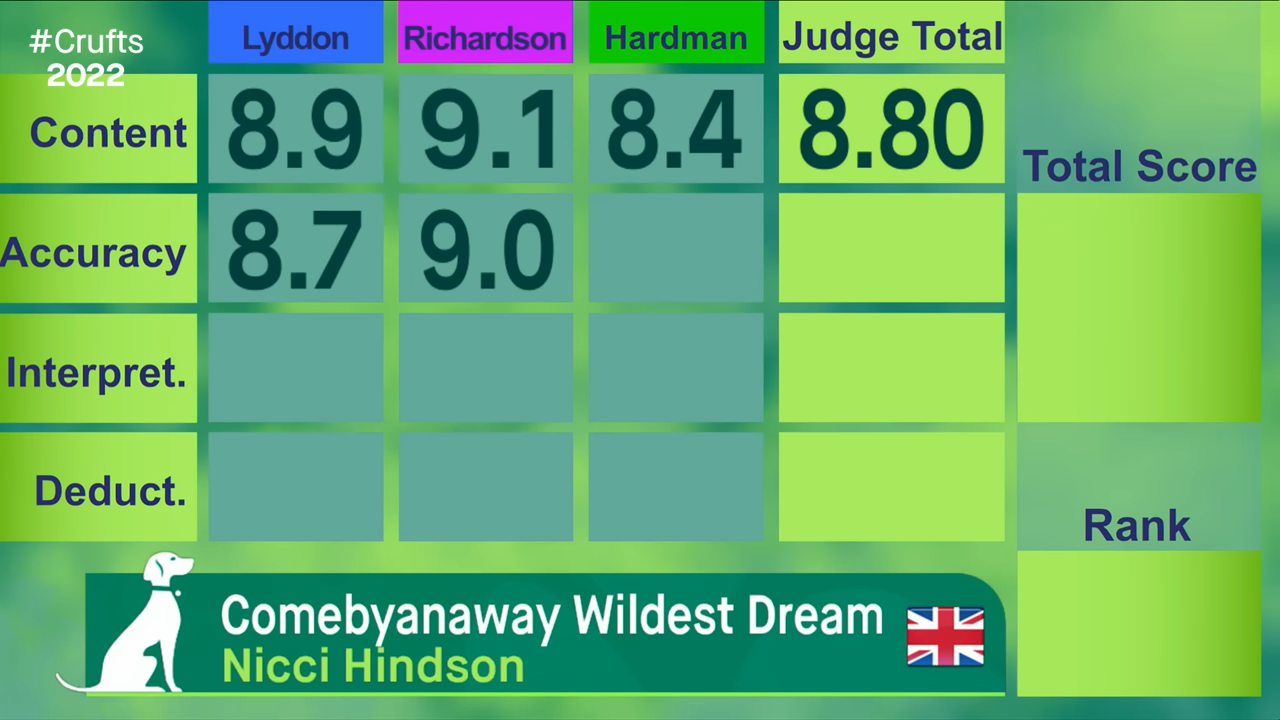 #Crufts
2022
Lyddon Richardson Hardman Judge Total
Content 8.9 9.1 8.4 8.80
Total Score
Accuracy 8.7 9.0
Interpret.
Deduct.
Rank
Comebyanaway Wildest Dream
Nicci Hindson